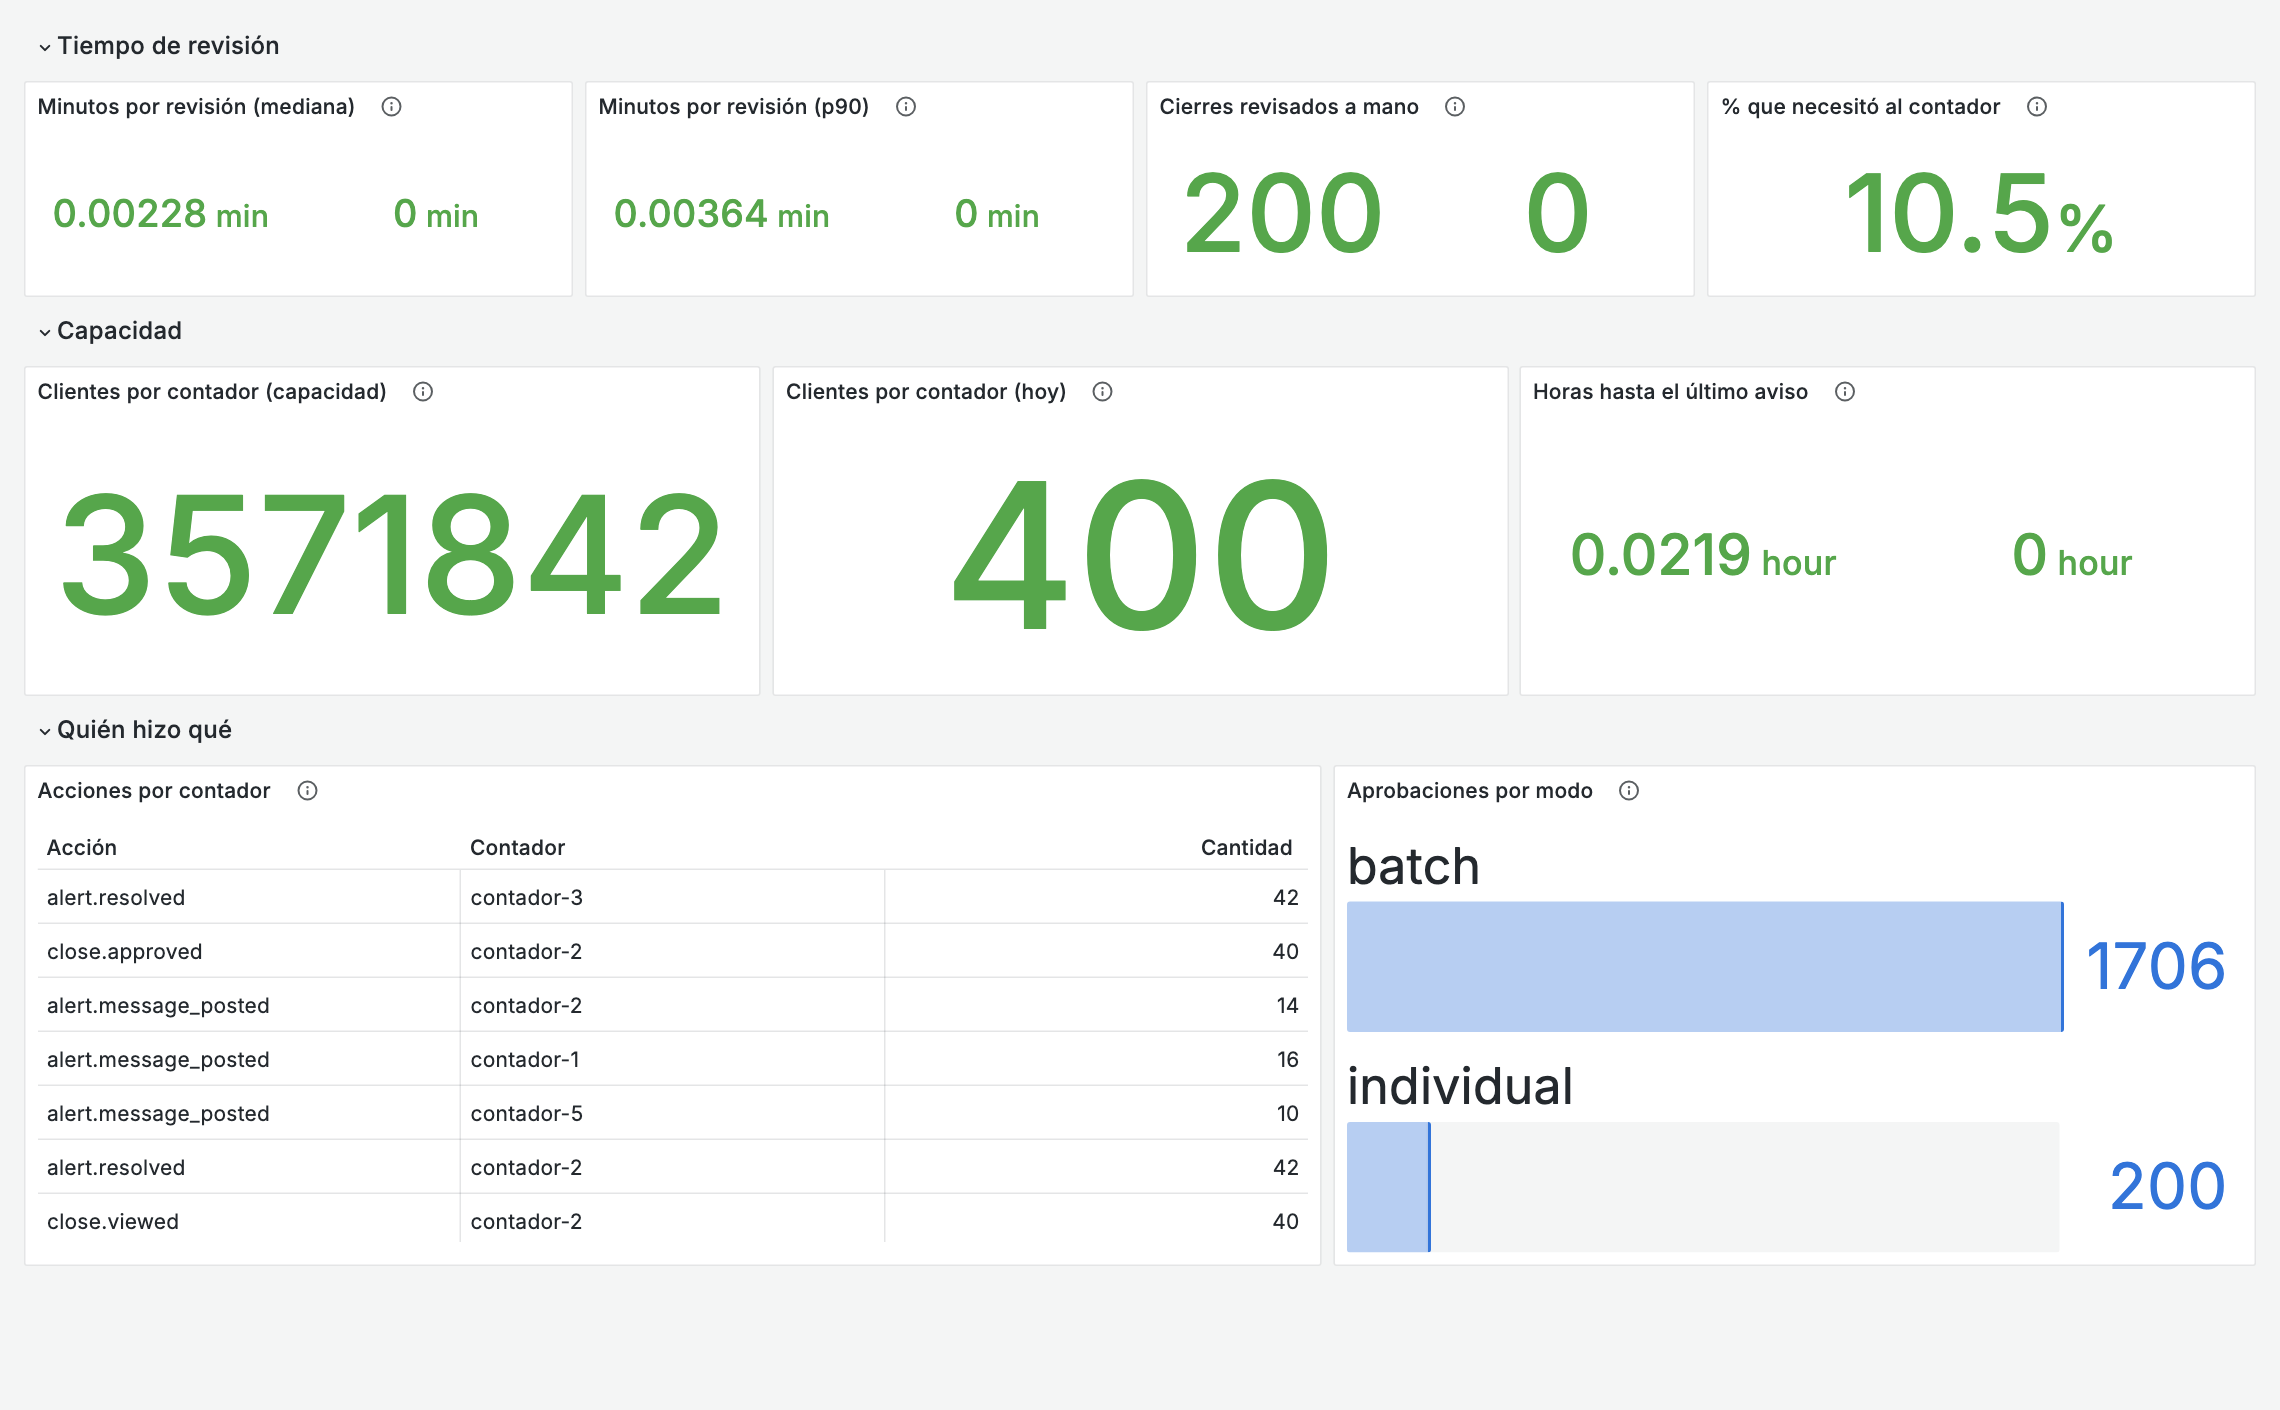 Tiempo de revisión
Minutos por revisión (mediana)
0.00228 min 0 min
Minutos por revisión (p90)
0.00364 min 0 min
Cierres revisados a mano
200 0
% que necesitó al contador
10.5%
Capacidad
Clientes por contador (capacidad)
3571842
Clientes por contador (hoy)
400
Horas hasta el último aviso
0.0219 hour 0 hour
Quién hizo qué
Acciones por contador
Acción Contador Cantidad
alert.resolved contador-3 42
close.approved contador-2 40
alert.message_posted contador-2 14
alert.message_posted contador-1 16
alert.message_posted contador-5 10
alert.resolved contador-2 42
close.viewed contador-2 40
Aprobaciones por modo
batch
1706
individual
200